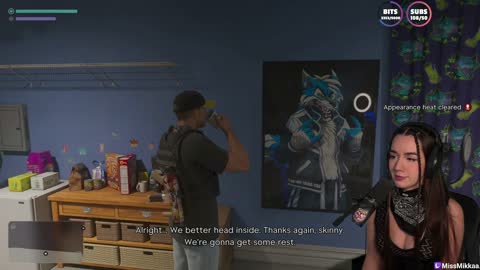 BITS
SUBS
108/50
Appearance heat cleared
Alright... We better head inside. Thanks again, skinny.
We're gonna get some rest.
MissMikkaa